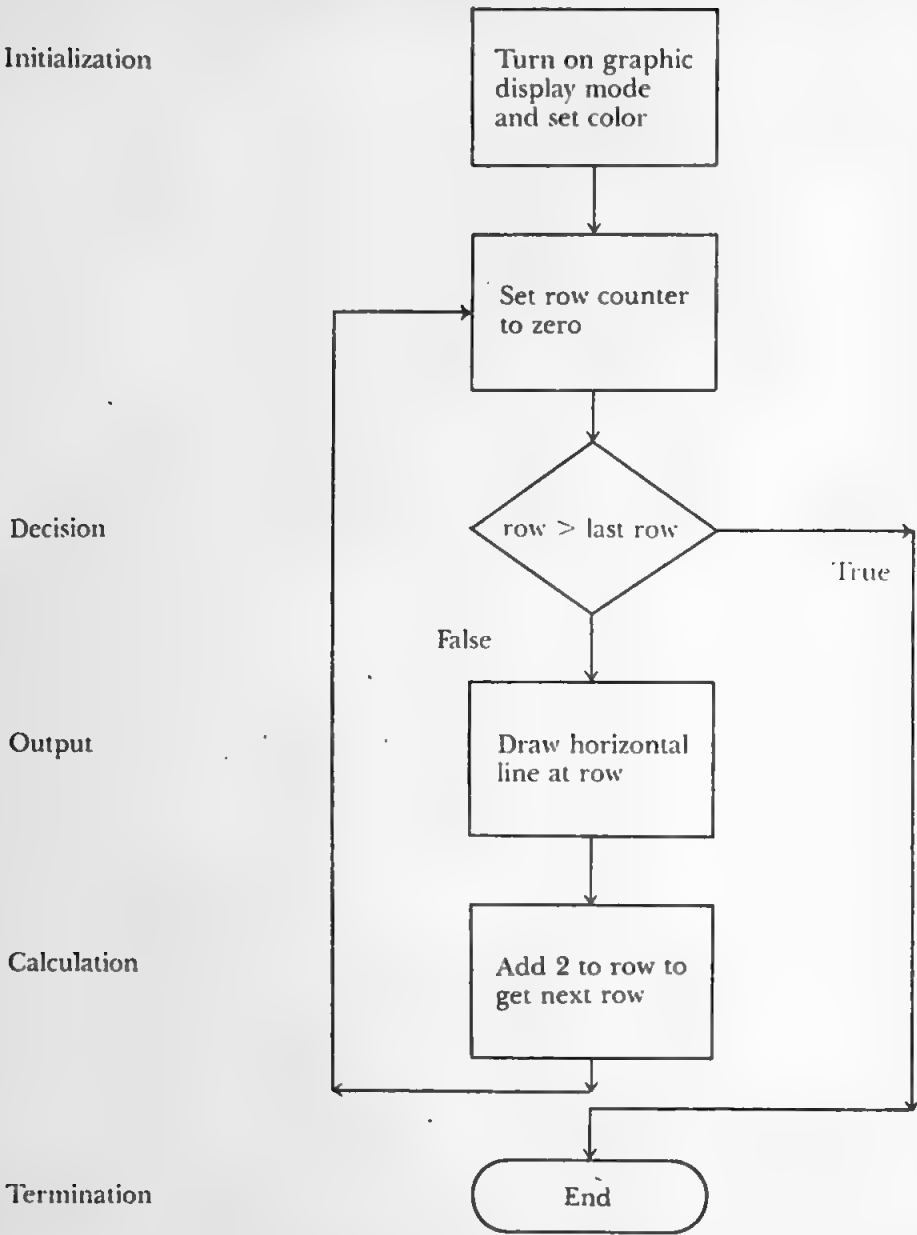 Initialization
Turn on graphic
display mode
and set color
Set row counter
to zero
Decision
row > last row
True
False
Output
Draw horizontal
line at row
Calculation
Add 2 to row to
get next row
Termination
End